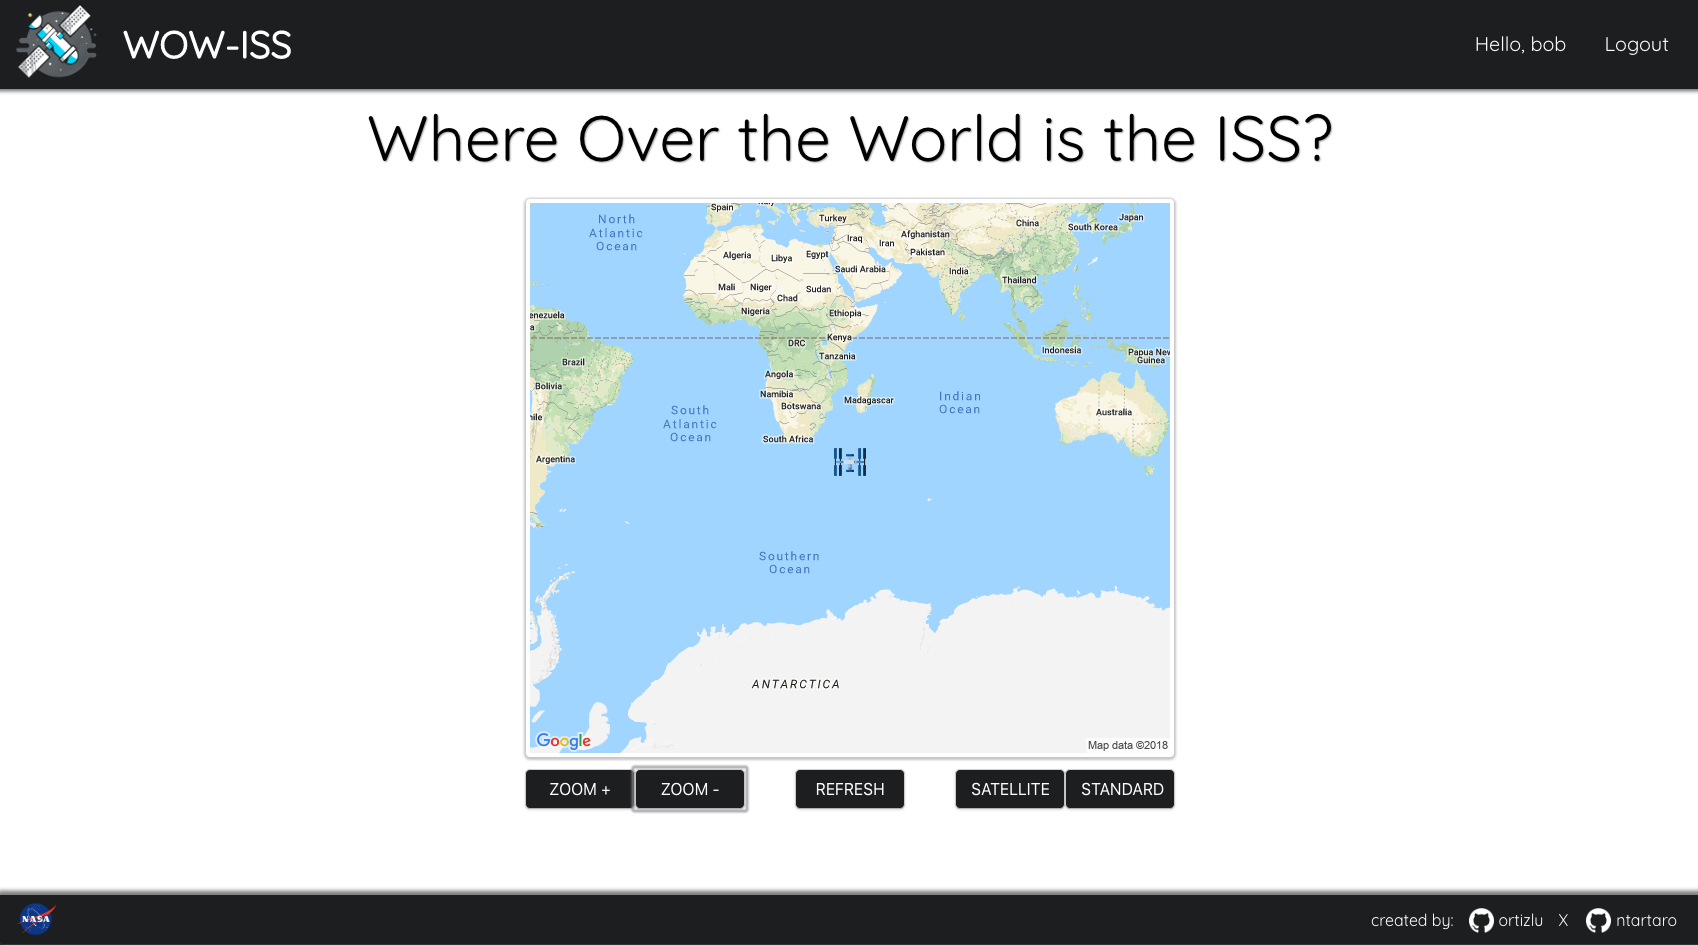 WOW-ISS
Hello, bob
Logout
Where Over the World is the ISS?
North
Atlantic
Ocean
Spain
Turkey
Iraq
Iran
Afghanistan
Pakistan
China
Japan
South Korea
Algeria
Libya
Egypt
Saudi Arabia
India
Thailand
Mali
Niger
Chad
Sudan
Nigeria
Ethiopia
enezuela
a
DRC
Kenya
Tanzania
Indonesia
Papua New
Guinea
Brazil
Bolivia
Angola
Namibia
Botswana
Madagascar
Indian
Ocean
Australia
hile
South
Atlantic
Ocean
South Africa
Argentina
Southern
Ocean
ANTARCTICA
Google
Map data ©2018
ZOOM +
ZOOM -
REFRESH
SATELLITE
STANDARD
NASA
created by:
ortizlu
X
ntartaro